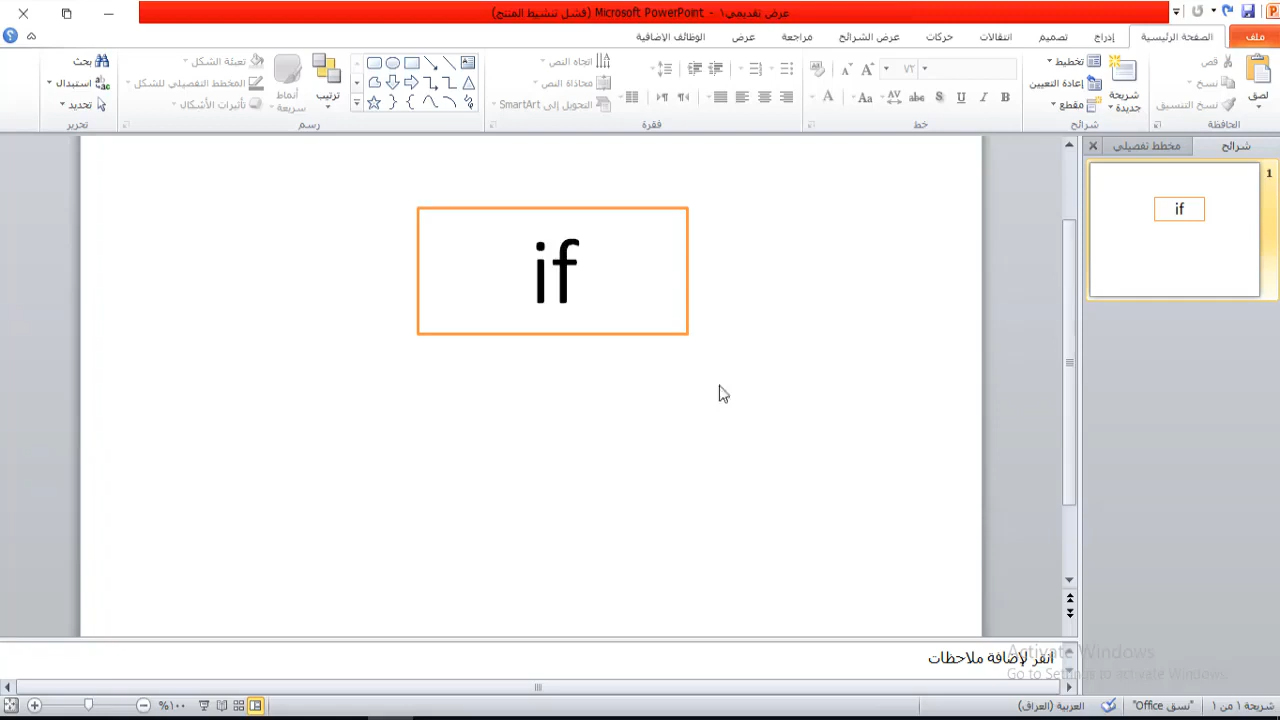 عرض تقديمي١ - Microsoft PowerPoint (فشل تنشيط المنتج)
ملف
الصفحة الرئيسية
إدراج
تصميم
الانتقالات
حركات
عرض الشرائح
مراجعة
عرض
الوظائف الإضافية
لصق
قص
نسخ
نسخ التنسيق
الحافظة
شريحة جديدة
تخطيط
إعادة التعيين
مقطع
شرائح
٧٢
خط
فقرة
اتجاه النص
محاذاة النص
التحويل إلى SmartArt
ترتيب
أنماط سريعة
تعبئة الشكل
المخطط التفصيلي للشكل
تأثيرات الأشكال
رسم
بحث
استبدال
تحديد
تحرير
شرائح
مخطط تفصيلي
1
if
if
انقر لإضافة ملاحظات
Activate Windows
Go to Settings to activate Windows.
شريحة ١ من ١
"نسق Office"
العربية (العراق)
١٠٠%